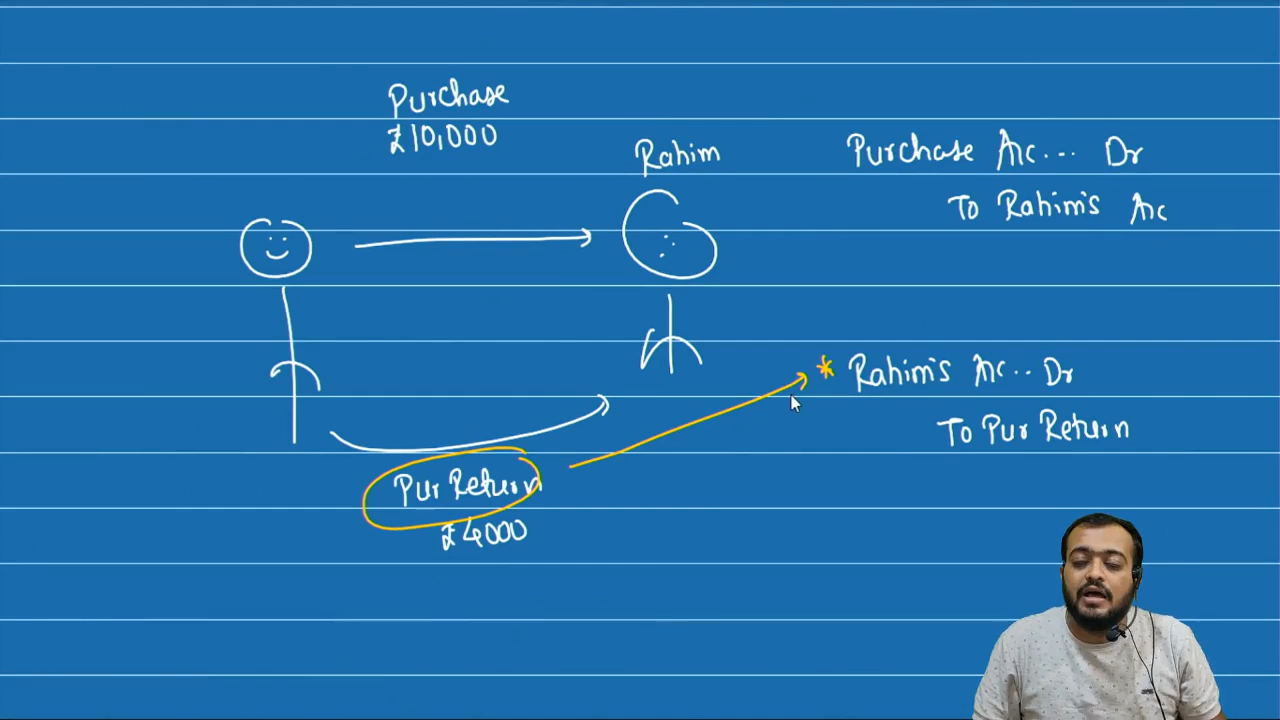 Purchase
₹10,000
Rahim
Purchase A/c... Dr
To Rahim's A/c
* Rahim's A/c.. Dr
To Pur Return
Pur Return
₹4000